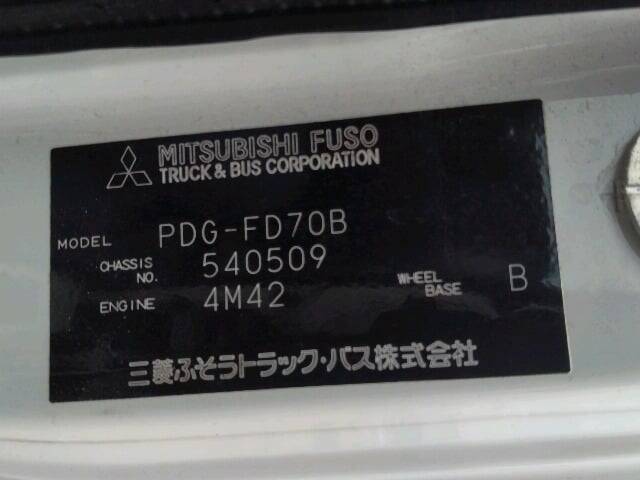 MITSUBISHI FUSO
TRUCK & BUS CORPORATION
MODEL PDG-FD70B
CHASSIS NO. 540509
ENGINE 4M42 WHEEL BASE B
三菱ふそうトラック・バス株式会社